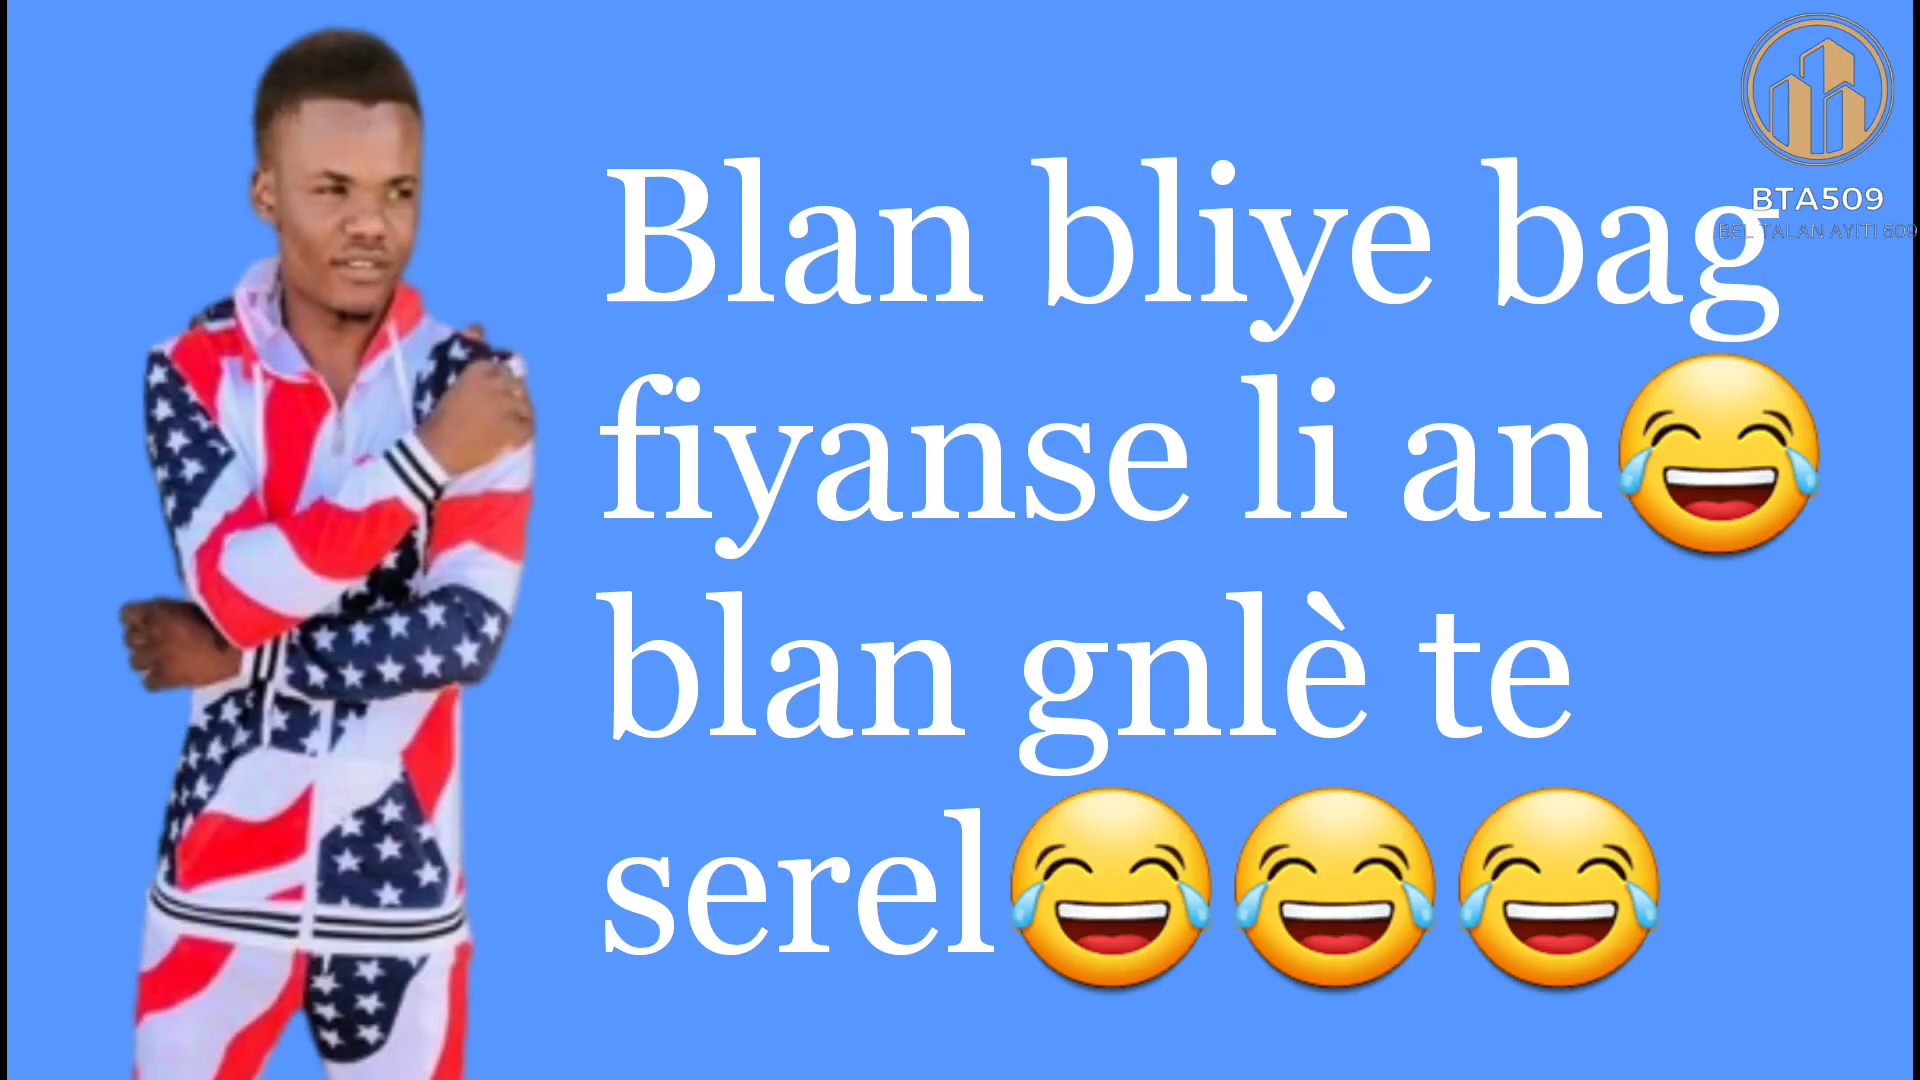 BTA509
BEL TALAN AYITI 509
Blan bliye bag
fiyanse li an😂
blan gnlè te
serel😂😂😂